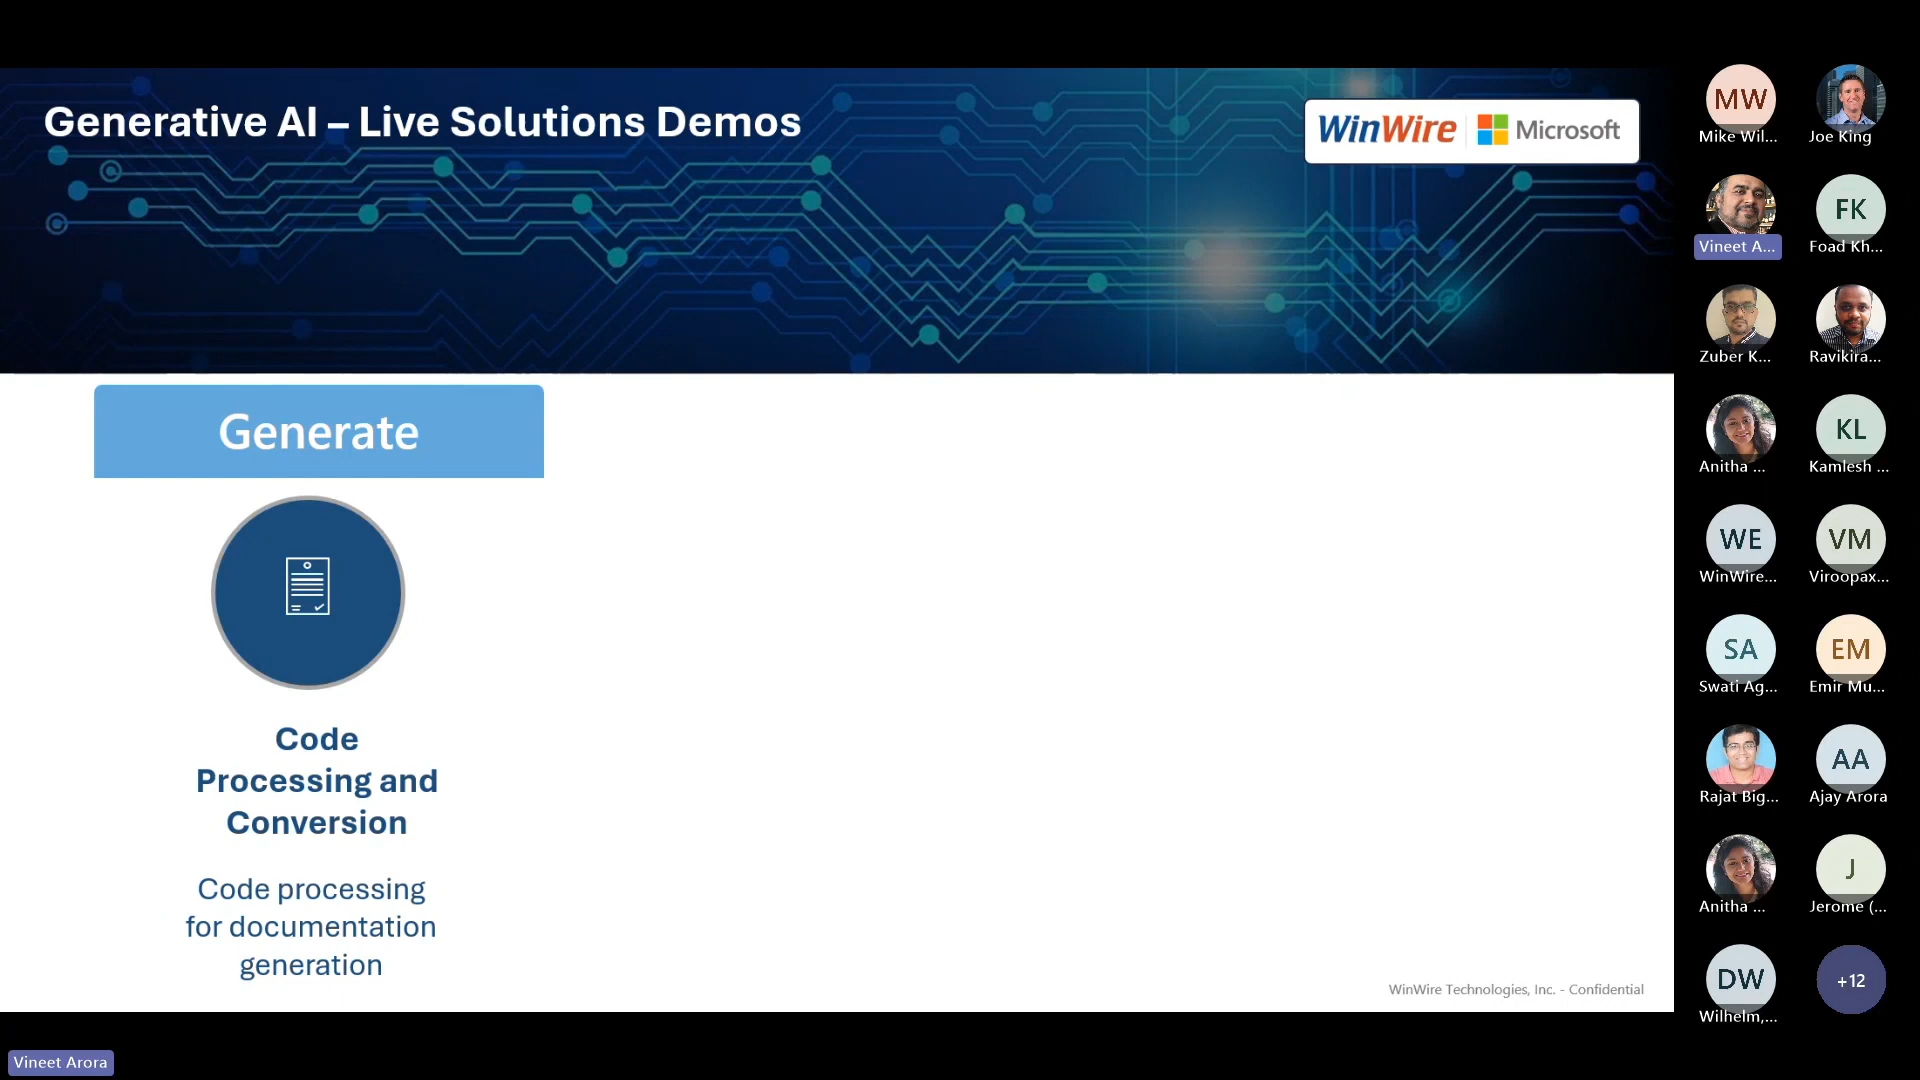 Generative AI – Live Solutions Demos
WinWire Microsoft
Generate
Code
Processing and
Conversion
Code processing
for documentation
generation
WinWire Technologies, Inc. - Confidential
MW
Mike Wil...
Joe King
Vineet A...
FK
Foad Kh...
Zuber K...
Ravikira...
Anitha ...
KL
Kamlesh ...
WE
WinWire...
VM
Viroopax...
SA
Swati Ag...
EM
Emir Mu...
Rajat Big...
AA
Ajay Arora
Anitha ...
J
Jerome (...
DW
Wilhelm,...
+12
Vineet Arora